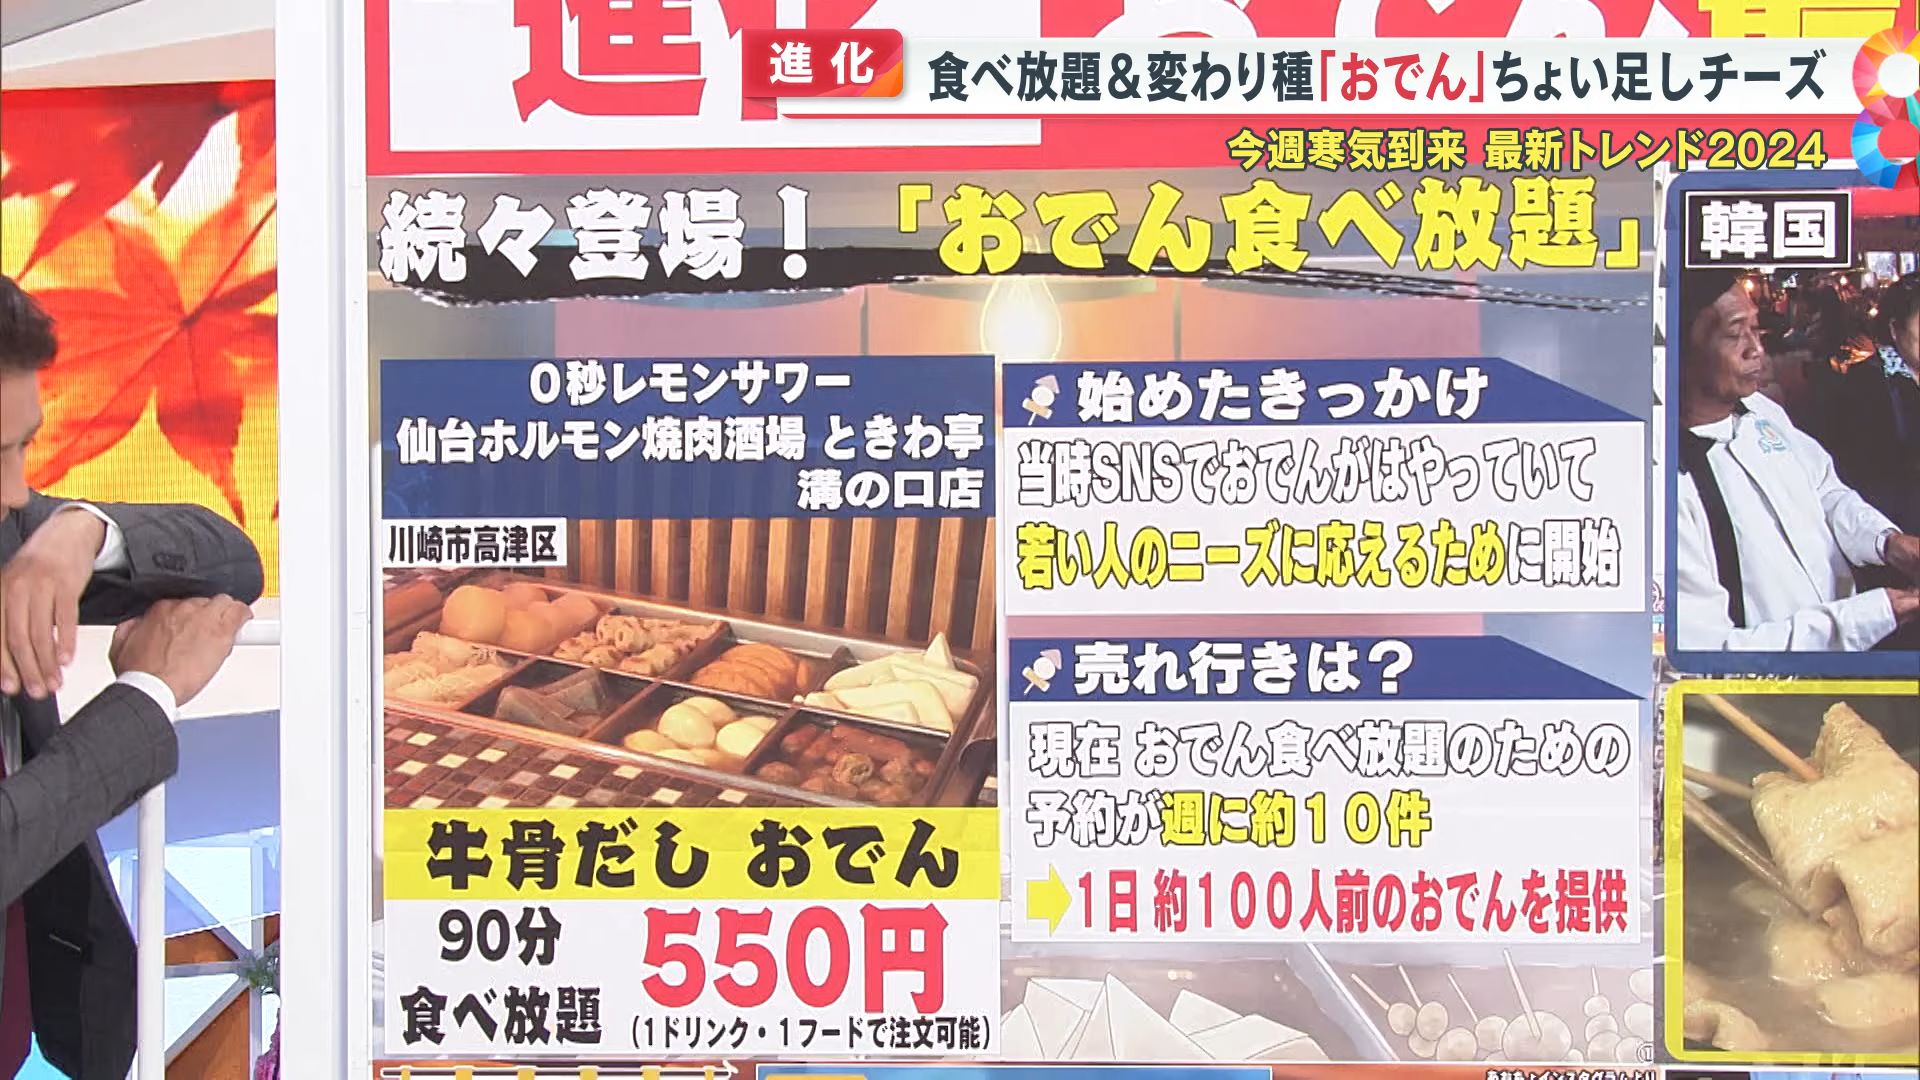 進化
食べ放題&変わり種「おでん」ちょい足しチーズ
今週寒気到来 最新トレンド2024
続々登場！「おでん食べ放題」
0秒レモンサワー
仙台ホルモン焼肉酒場 ときわ亭
溝の口店
川崎市高津区
牛骨だし おでん
90分
食べ放題
550円
(1ドリンク・1フードで注文可能)
始めたきっかけ
当時SNSでおでんがはやっていて
若い人のニーズに応えるために開始
売れ行きは?
現在 おでん食べ放題のための
予約が週に約10件
1日 約100人前のおでんを提供
韓国